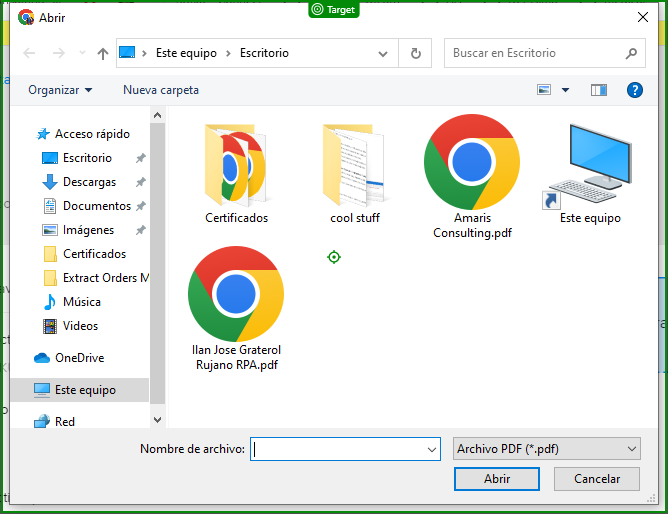 Target
Abrir
Este equipo > Escritorio
Buscar en Escritorio
Organizar
Nueva carpeta
?
Acceso rápido
Escritorio
Descargas
Documentos
Imágenes
Certificados
Extract Orders M
Música
Videos
OneDrive
Este equipo
Red
Certificados
cool stuff
Amaris
Consulting.pdf
Este equipo
Ilan Jose Graterol
Rujano RPA.pdf
Nombre de archivo:
Archivo PDF (*.pdf)
Abrir
Cancelar